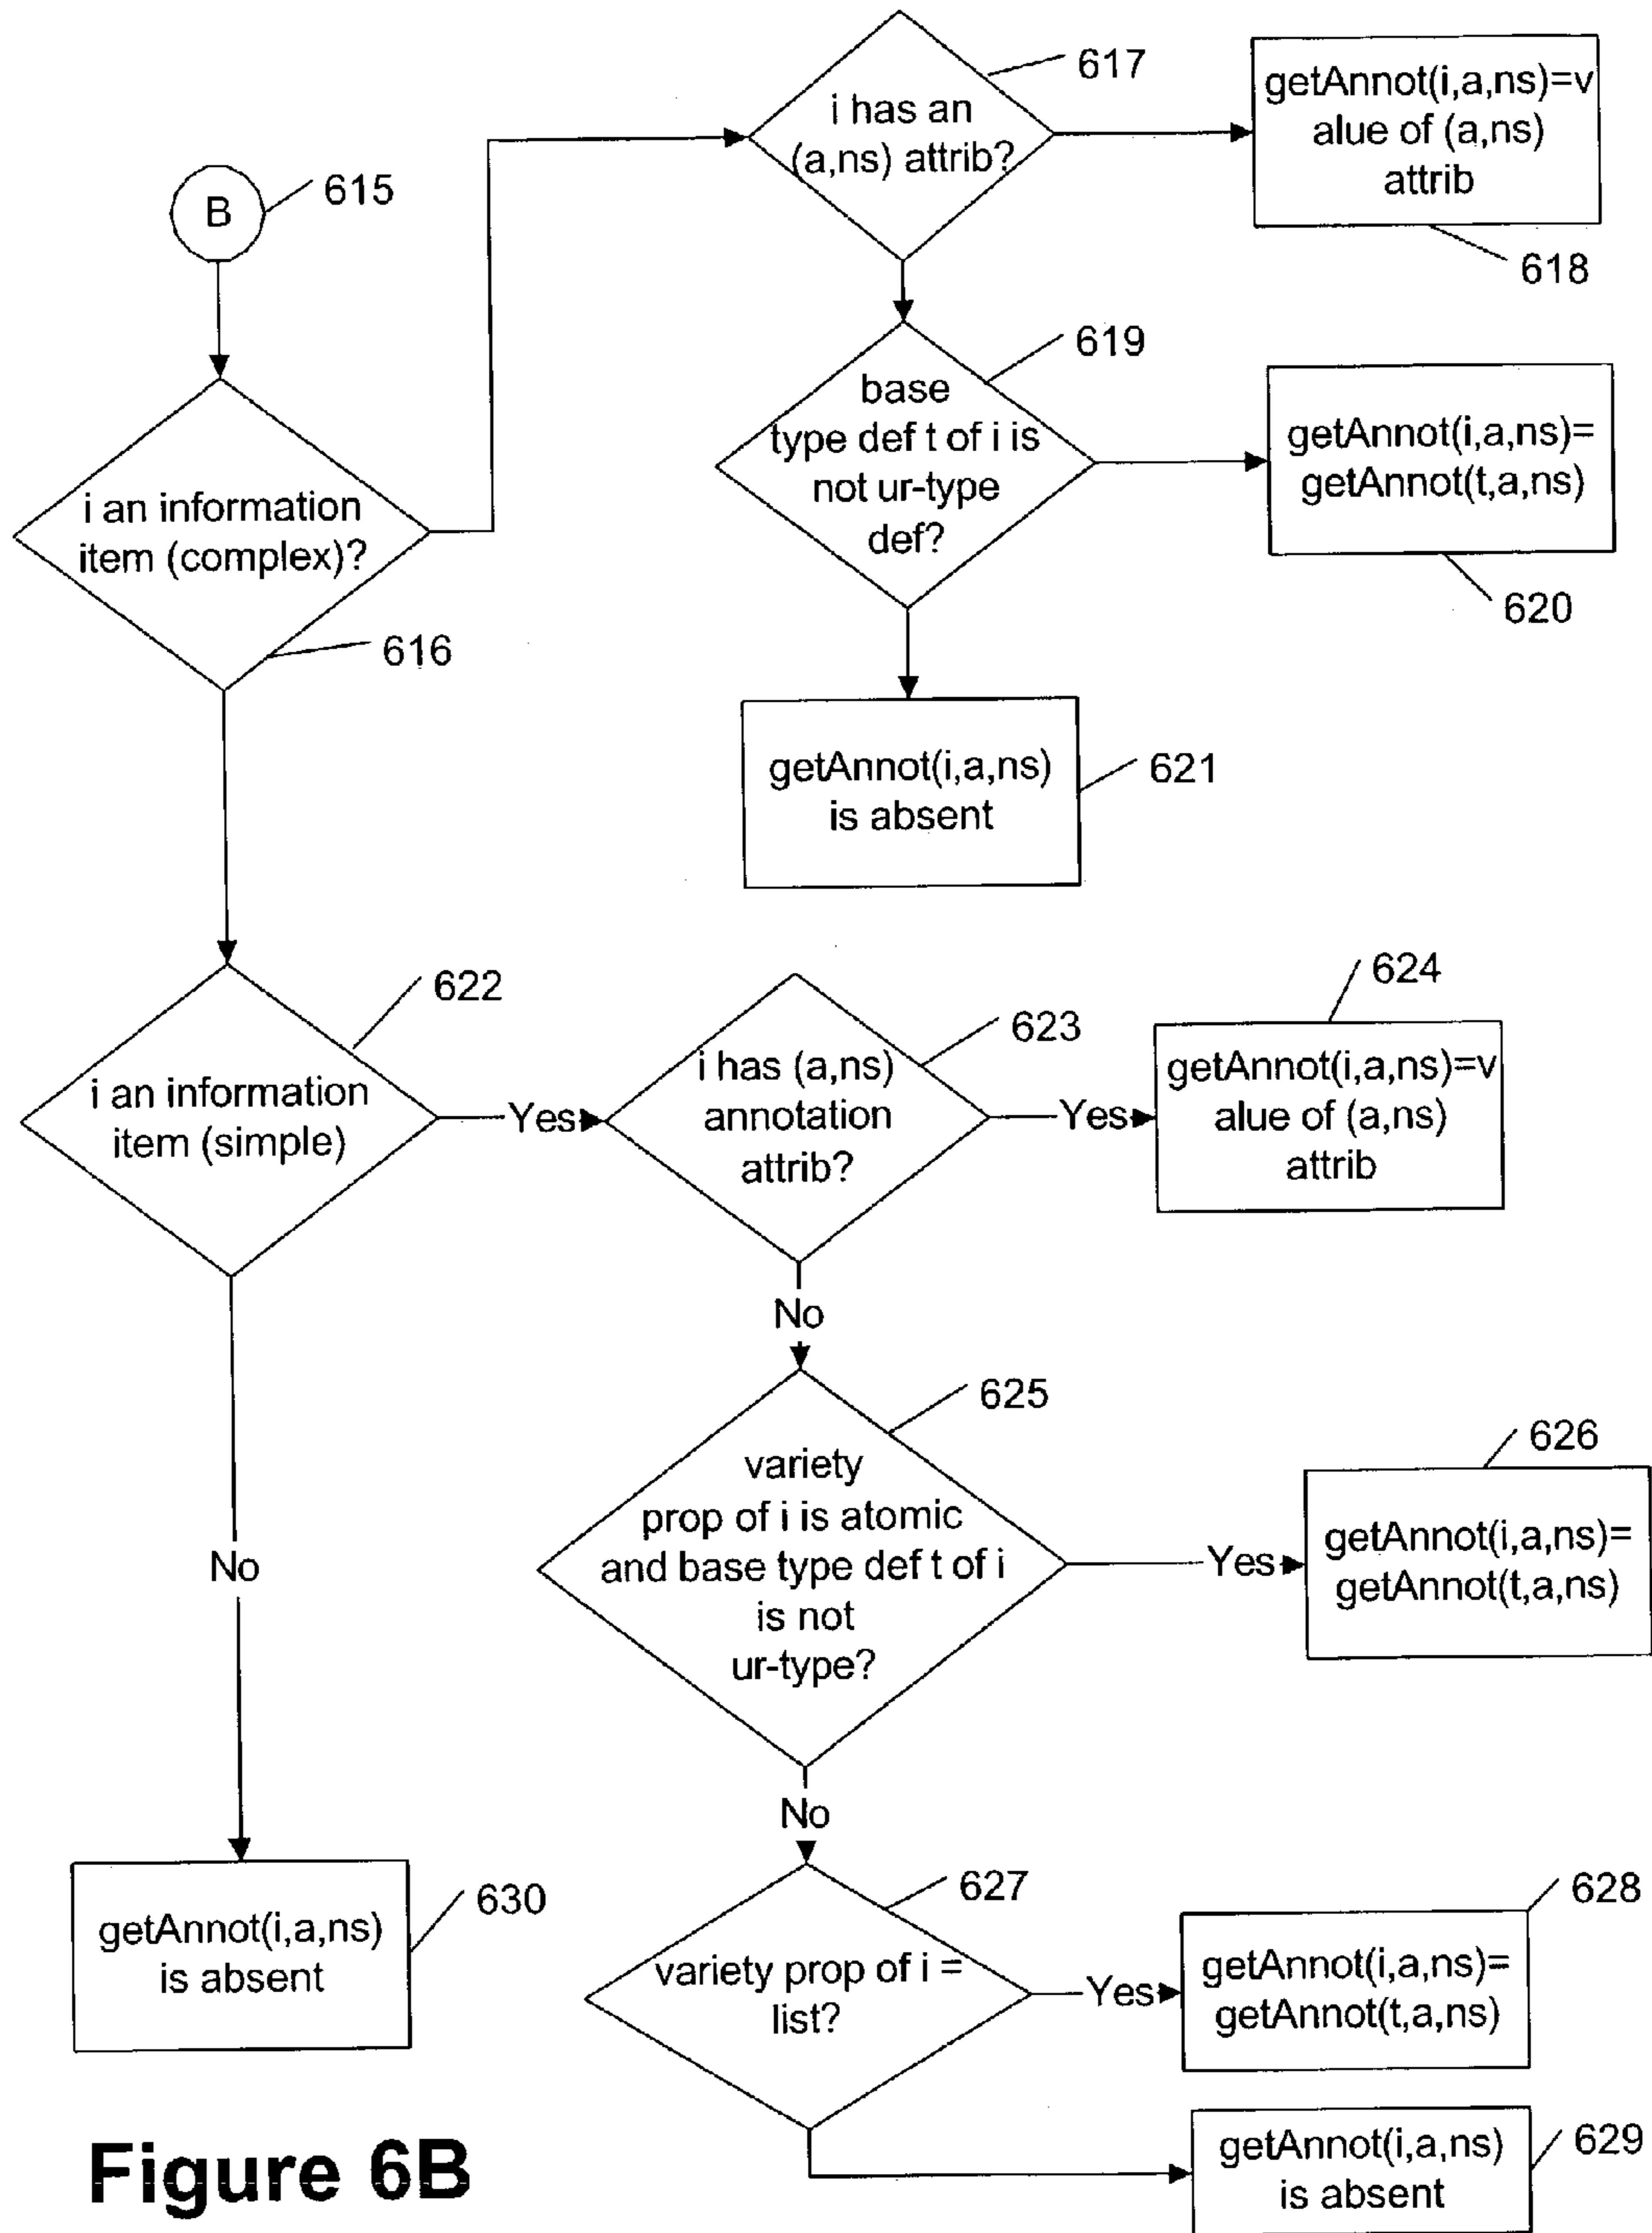 617
i has an
(a,ns) attrib?
getAnnot(i,a,ns)=v
alue of (a,ns)
attrib
618
B
615
619
base
type def t of i is
not ur-type
def?
getAnnot(i,a,ns)=
getAnnot(t,a,ns)
620
i an information
item (complex)?
616
getAnnot(i,a,ns)
is absent
621
622
i an information
item (simple)
Yes
623
i has (a,ns)
annotation
attrib?
Yes
624
getAnnot(i,a,ns)=v
alue of (a,ns)
attrib
No
625
variety
prop of i is atomic
and base type def t of i
is not
ur-type?
Yes
626
getAnnot(i,a,ns)=
getAnnot(t,a,ns)
No
No
627
variety prop of i =
list?
Yes
628
getAnnot(i,a,ns)=
getAnnot(t,a,ns)
getAnnot(i,a,ns)
is absent
630
getAnnot(i,a,ns)
is absent
629
Figure 6B